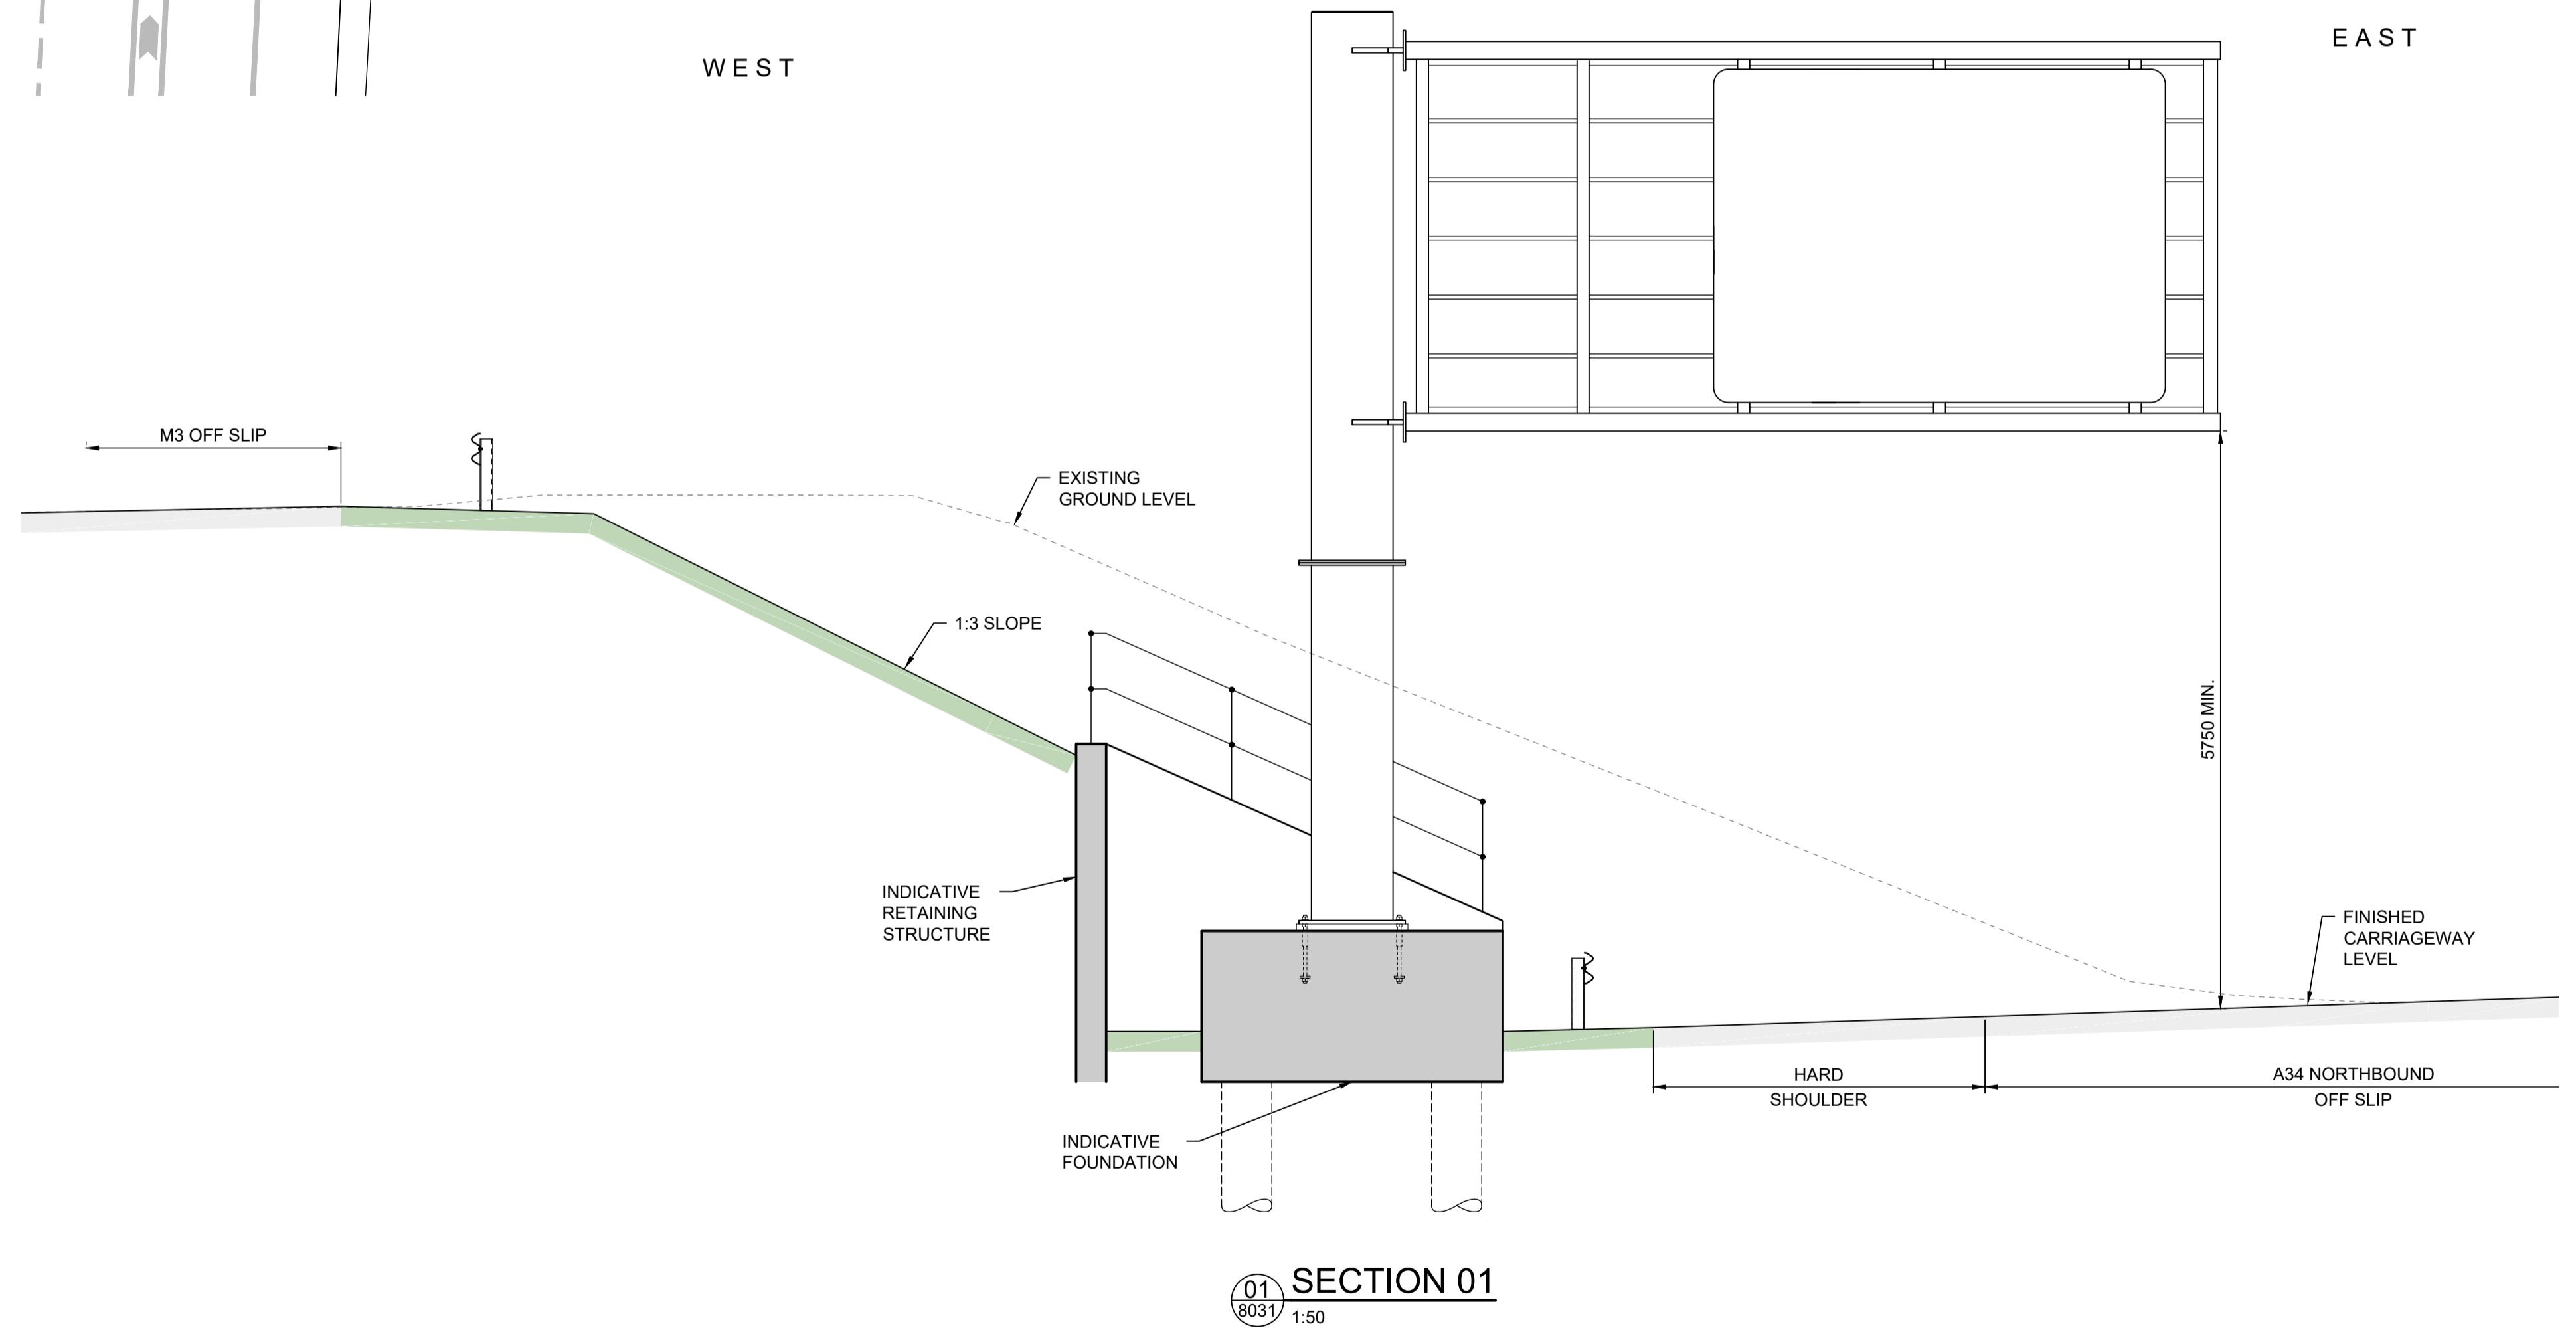 WEST
EAST
M3 OFF SLIP
EXISTING
GROUND LEVEL
1:3 SLOPE
5750 MIN.
INDICATIVE
RETAINING
STRUCTURE
FINISHED
CARRIAGEWAY
LEVEL
HARD
SHOULDER
A34 NORTHBOUND
OFF SLIP
INDICATIVE
FOUNDATION
01
8031
SECTION 01
1:50